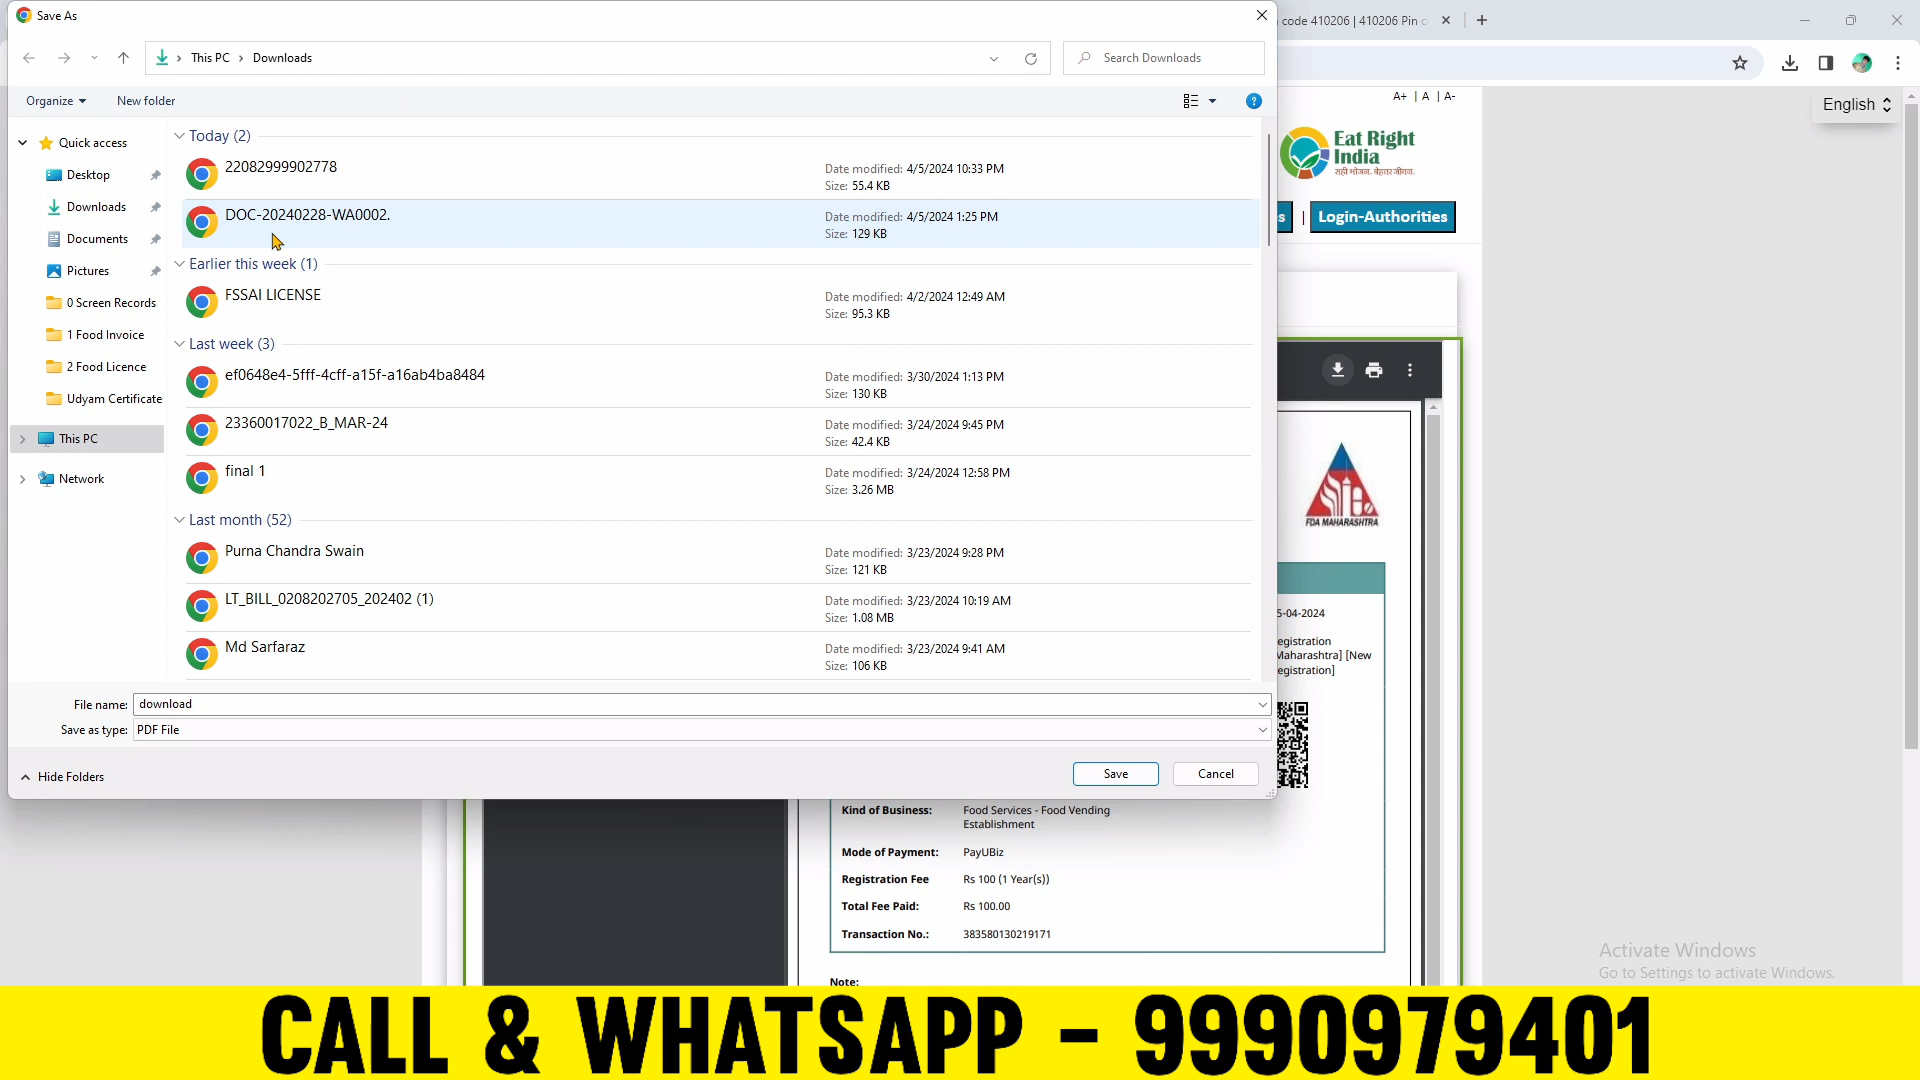 Save As
code 410206 | 410206 Pin c
This PC > Downloads
Search Downloads
Organize
New folder
Quick access
Desktop
Downloads
Documents
Pictures
0 Screen Records
1 Food Invoice
2 Food Licence
Udyam Certificate
This PC
Network
Today (2)
22082999902778
Date modified: 4/5/2024 10:33 PM
Size: 55.4 KB
DOC-20240228-WA0002.
Date modified: 4/5/2024 1:25 PM
Size: 129 KB
Earlier this week (1)
FSSAI LICENSE
Date modified: 4/2/2024 12:49 AM
Size: 95.3 KB
Last week (3)
ef0648e4-5fff-4cff-a15f-a16ab4ba8484
Date modified: 3/30/2024 1:13 PM
Size: 130 KB
23360017022_B_MAR-24
Date modified: 3/24/2024 9:45 PM
Size: 42.4 KB
final 1
Date modified: 3/24/2024 12:58 PM
Size: 3.26 MB
Last month (52)
Purna Chandra Swain
Date modified: 3/23/2024 9:28 PM
Size: 121 KB
LT_BILL_0208202705_202402 (1)
Date modified: 3/23/2024 10:19 AM
Size: 1.08 MB
Md Sarfaraz
Date modified: 3/23/2024 9:41 AM
Size: 106 KB
File name: download
Save as type: PDF File
Hide Folders
Save
Cancel
A+ | A | A-
English
Eat Right
India
सही भोजन. बेहतर जीवन.
s | Login-Authorities
FDA MAHARASHTRA
5-04-2024
egistration
Maharashtra] [New
egistration]
Kind of Business: Food Services - Food Vending
Establishment
Mode of Payment: PayUBiz
Registration Fee Rs 100 (1 Year(s))
Total Fee Paid: Rs 100.00
Transaction No.: 383580130219171
Note:
Activate Windows
Go to Settings to activate Windows.
CALL & WHATSAPP - 9990979401